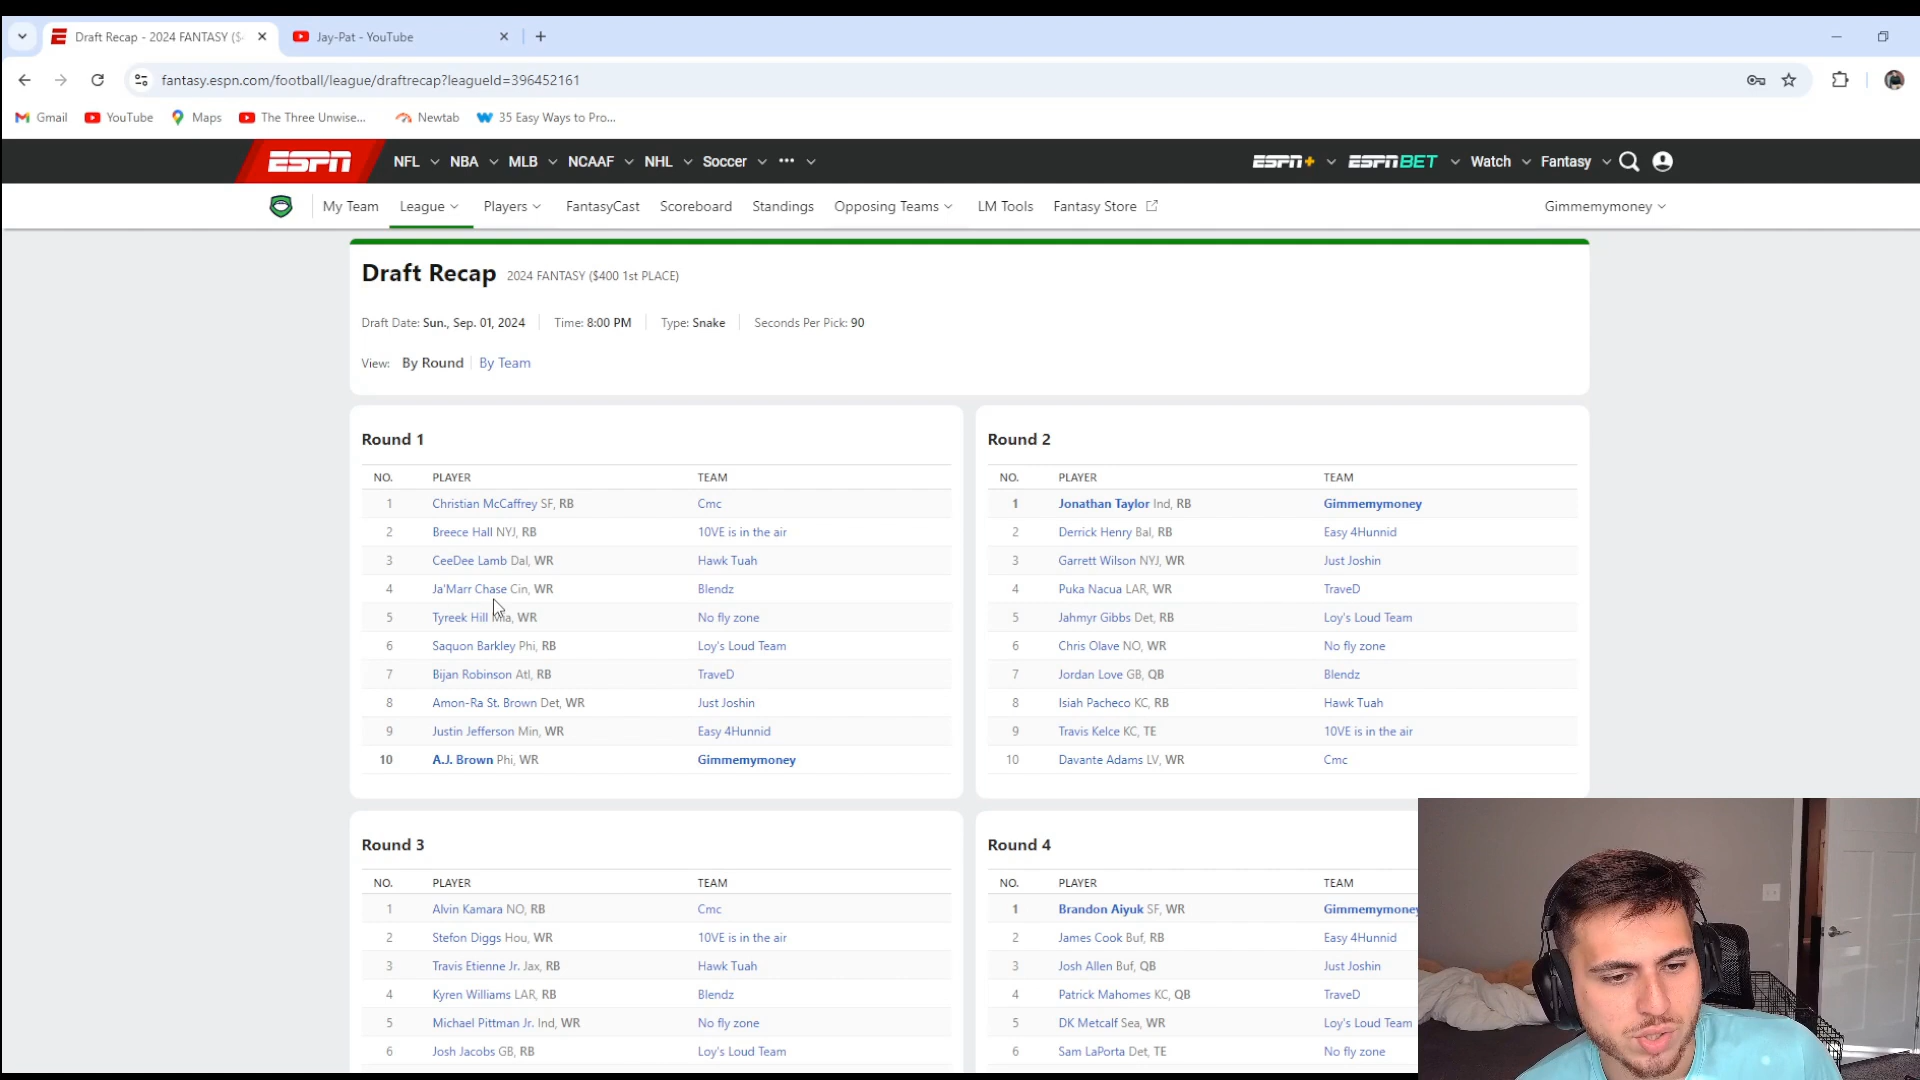 Draft Recap - 2024 FANTASY ($-
Jay-Pat - YouTube
fantasy.espn.com/football/league/draftrecap?leagueId=396452161
Gmail YouTube Maps The Three Unwise... Newtab 35 Easy Ways to Pro...
ESPN NFL NBA MLB NCAAF NHL Soccer ••• ESPN+ ESPN BET Watch Fantasy
My Team League Players FantasyCast Scoreboard Standings Opposing Teams LM Tools Fantasy Store Gimmemymoney
Draft Recap 2024 FANTASY ($400 1st PLACE)
Draft Date: Sun., Sep. 01, 2024 Time: 8:00 PM Type: Snake Seconds Per Pick: 90
View: By Round By Team
Round 1
NO. PLAYER TEAM
1 Christian McCaffrey SF, RB Cmc
2 Breece Hall NYJ, RB 10VE is in the air
3 CeeDee Lamb Dal, WR Hawk Tuah
4 Ja'Marr Chase Cin, WR Blendz
5 Tyreek Hill Mia, WR No fly zone
6 Saquon Barkley Phi, RB Loy's Loud Team
7 Bijan Robinson Atl, RB TraveD
8 Amon-Ra St. Brown Det, WR Just Joshin
9 Justin Jefferson Min, WR Easy 4Hunnid
10 A.J. Brown Phi, WR Gimmemymoney
Round 2
NO. PLAYER TEAM
1 Jonathan Taylor Ind, RB Gimmemymoney
2 Derrick Henry Bal, RB Easy 4Hunnid
3 Garrett Wilson NYJ, WR Just Joshin
4 Puka Nacua LAR, WR TraveD
5 Jahmyr Gibbs Det, RB Loy's Loud Team
6 Chris Olave NO, WR No fly zone
7 Jordan Love GB, QB Blendz
8 Isiah Pacheco KC, RB Hawk Tuah
9 Travis Kelce KC, TE 10VE is in the air
10 Davante Adams LV, WR Cmc
Round 3
NO. PLAYER TEAM
1 Alvin Kamara NO, RB Cmc
2 Stefon Diggs Hou, WR 10VE is in the air
3 Travis Etienne Jr. Jax, RB Hawk Tuah
4 Kyren Williams LAR, RB Blendz
5 Michael Pittman Jr. Ind, WR No fly zone
6 Josh Jacobs GB, RB Loy's Loud Team
Round 4
NO. PLAYER TEAM
1 Brandon Aiyuk SF, WR Gimmemymoney
2 James Cook Buf, RB Easy 4Hunnid
3 Josh Allen Buf, QB Just Joshin
4 Patrick Mahomes KC, QB TraveD
5 DK Metcalf Sea, WR Loy's Loud Team
6 Sam LaPorta Det, TE No fly zone